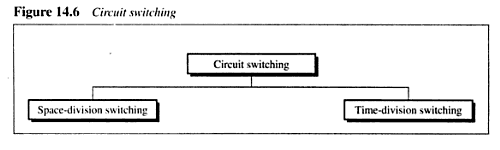 Figure 14.6 Circuit switching
Circuit switching
Space-division switching
Time-division switching